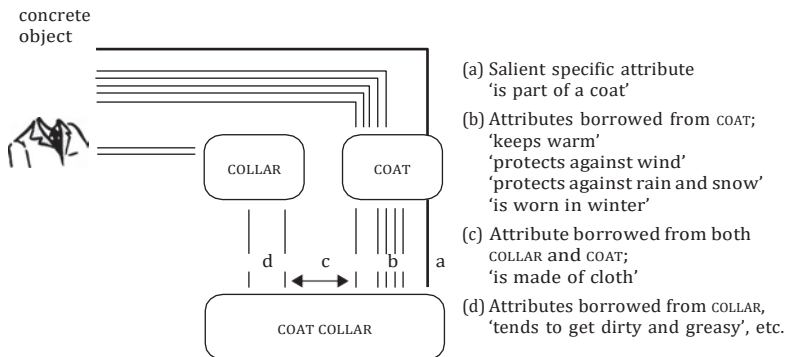 concrete
object
COLLAR
COAT
d
c
b
a
COAT COLLAR
(a) Salient specific attribute
‘is part of a coat’
(b) Attributes borrowed from COAT;
‘keeps warm’
‘protects against wind’
‘protects against rain and snow’
‘is worn in winter’
(c) Attribute borrowed from both
COLLAR and COAT;
‘is made of cloth’
(d) Attributes borrowed from COLLAR,
‘tends to get dirty and greasy’, etc.